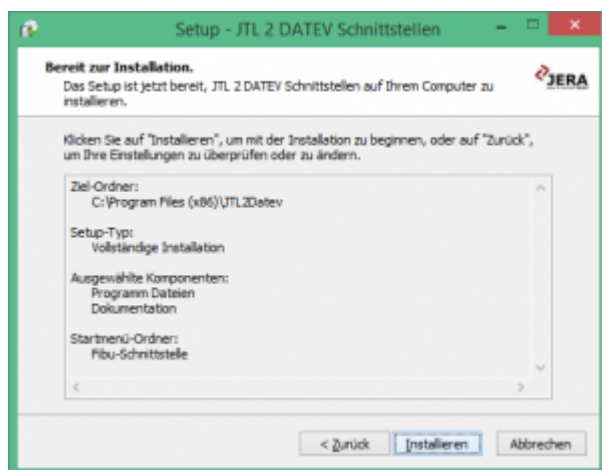 Setup - JTL 2 DATEV Schnittstellen
Bereit zur Installation.
Das Setup ist jetzt bereit, JTL 2 DATEV Schnittstellen auf Ihrem Computer zu
installieren.
JERA
Klicken Sie auf "Installieren", um mit der Installation zu beginnen, oder auf "Zurück",
um Ihre Einstellungen zu überprüfen oder zu ändern.
Ziel-Ordner:
C:\Program Files (x86)\JTL2Datev
Setup-Typ:
Vollständige Installation
Ausgewählte Komponenten:
Programm Dateien
Dokumentation
Startmenü-Ordner:
Fibu-Schnittstelle
< Zurück
Installieren
Abbrechen